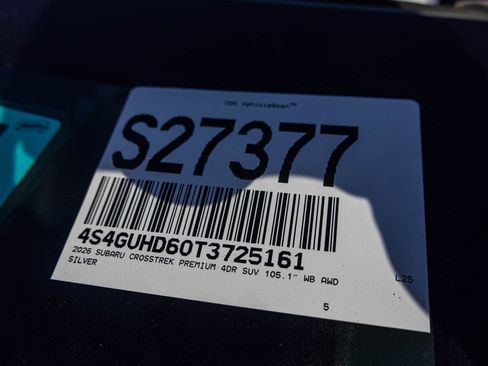 CDK VehicleScan™
S27377
4S4GUHD60T3725161
2026 SUBARU CROSSTREK PREMIUM 4DR SUV 105.1" WB AWD L25
SILVER
5